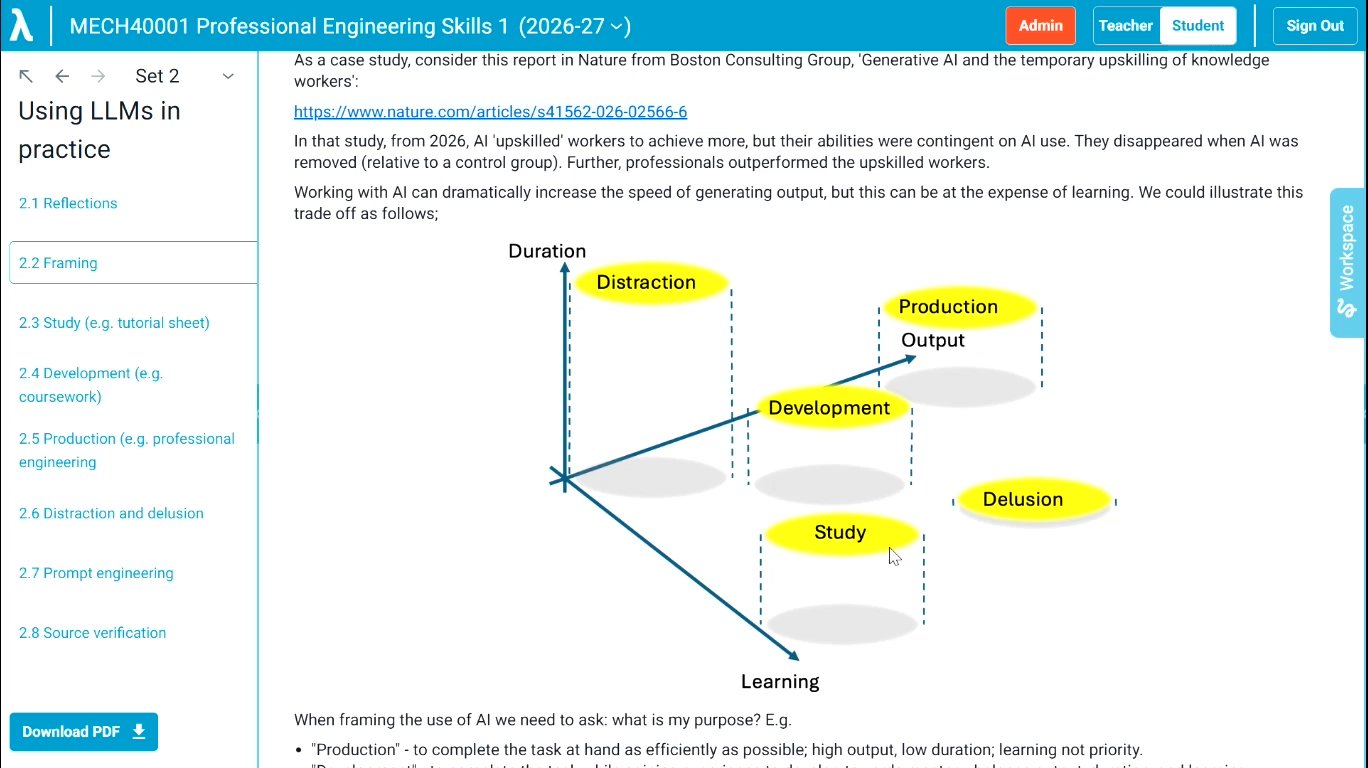 λ MECH40001 Professional Engineering Skills 1 (2026-27)
Admin
Teacher
Student
Sign Out
Set 2
Using LLMs in
practice
2.1 Reflections
2.2 Framing
2.3 Study (e.g. tutorial sheet)
2.4 Development (e.g.
coursework)
2.5 Production (e.g. professional
engineering
2.6 Distraction and delusion
2.7 Prompt engineering
2.8 Source verification
Download PDF
As a case study, consider this report in Nature from Boston Consulting Group, 'Generative AI and the temporary upskilling of knowledge
workers':
https://www.nature.com/articles/s41562-026-02566-6
In that study, from 2026, AI 'upskilled' workers to achieve more, but their abilities were contingent on AI use. They disappeared when AI was
removed (relative to a control group). Further, professionals outperformed the upskilled workers.
Working with AI can dramatically increase the speed of generating output, but this can be at the expense of learning. We could illustrate this
trade off as follows;
Duration
Distraction
Production
Output
Development
Delusion
Study
Learning
When framing the use of AI we need to ask: what is my purpose? E.g.
• "Production" - to complete the task at hand as efficiently as possible; high output, low duration; learning not priority.
Workspace